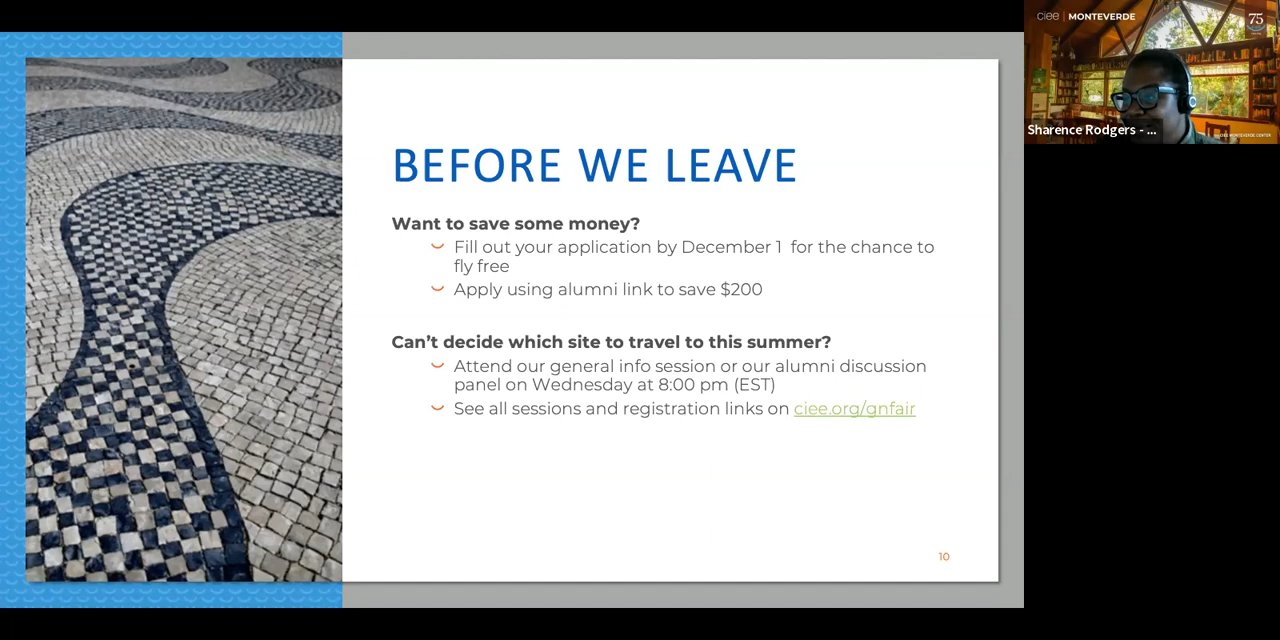 BEFORE WE LEAVE
Want to save some money?
Fill out your application by December 1 for the chance to
fly free
Apply using alumni link to save $200
Can't decide which site to travel to this summer?
Attend our general info session or our alumni discussion
panel on Wednesday at 8:00 pm (EST)
See all sessions and registration links on ciee.org/gnfair
10
ciee | MONTEVERDE
75
Sharence Rodgers - ...
CIEE MONTEVERDE CENTER